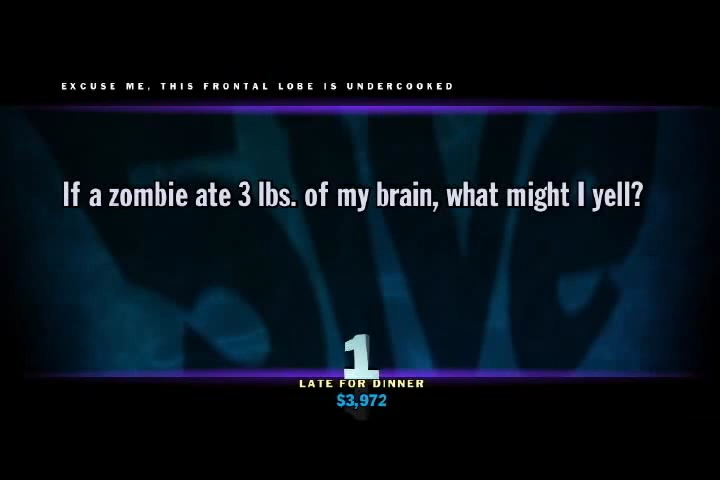 EXCUSE ME, THIS FRONTAL LOBE IS UNDERCOOKED
5ive
If a zombie ate 3 lbs. of my brain, what might I yell?
1
LATE FOR DINNER
$3,972